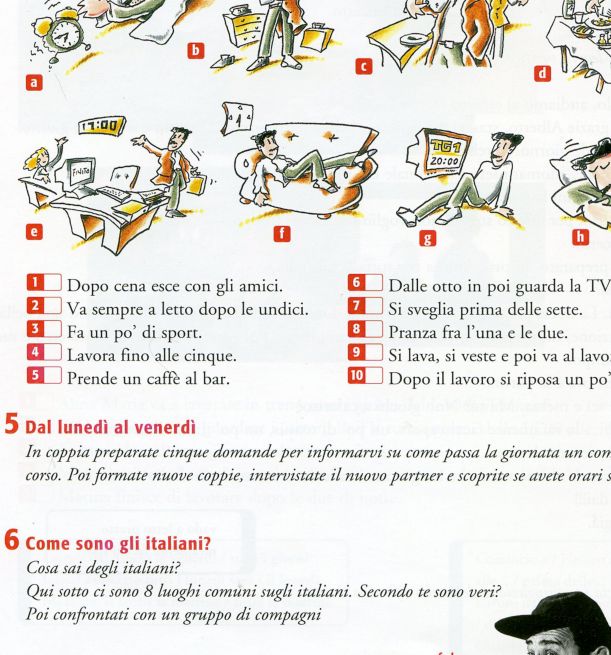 b
a
c
d
17:00
FINITO
TG1
20:00
e
f
g
h
1 Dopo cena esce con gli amici.
2 Va sempre a letto dopo le undici.
3 Fa un po' di sport.
4 Lavora fino alle cinque.
5 Prende un caffè al bar.
6 Dalle otto in poi guarda la TV
7 Si sveglia prima delle sette.
8 Pranza fra l'una e le due.
9 Si lava, si veste e poi va al lavo
10 Dopo il lavoro si riposa un po'
5 Dal lunedì al venerdì
In coppia preparate cinque domande per informarvi su come passa la giornata un com
corso. Poi formate nuove coppie, intervistate il nuovo partner e scoprite se avete orari s
6 Come sono gli italiani?
Cosa sai degli italiani?
Qui sotto ci sono 8 luoghi comuni sugli italiani. Secondo te sono veri?
Poi confrontati con un gruppo di compagni